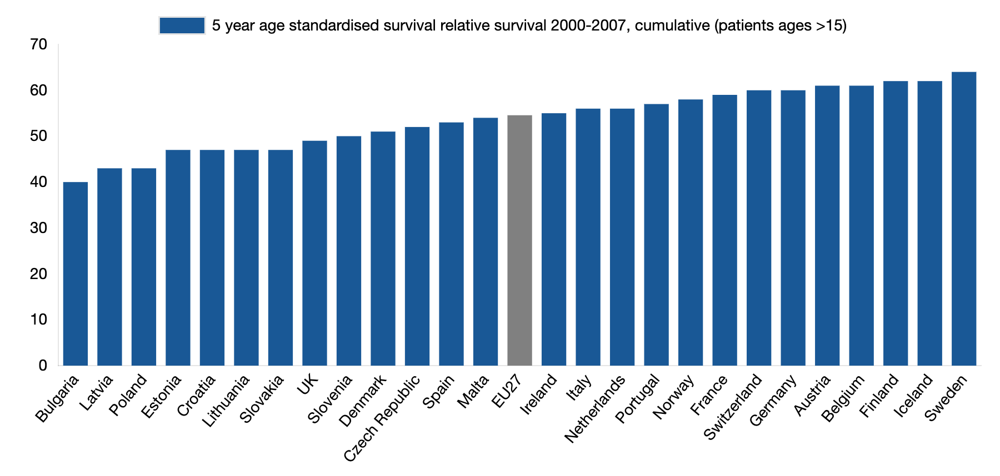 5 year age standardised survival relative survival 2000-2007, cumulative (patients ages >15)
70
60
50
40
30
20
10
0
Bulgaria
Latvia
Poland
Estonia
Croatia
Lithuania
Slovakia
UK
Slovenia
Denmark
Czech Republic
Spain
Malta
EU27
Ireland
Italy
Netherlands
Portugal
Norway
France
Switzerland
Germany
Austria
Belgium
Finland
Iceland
Sweden